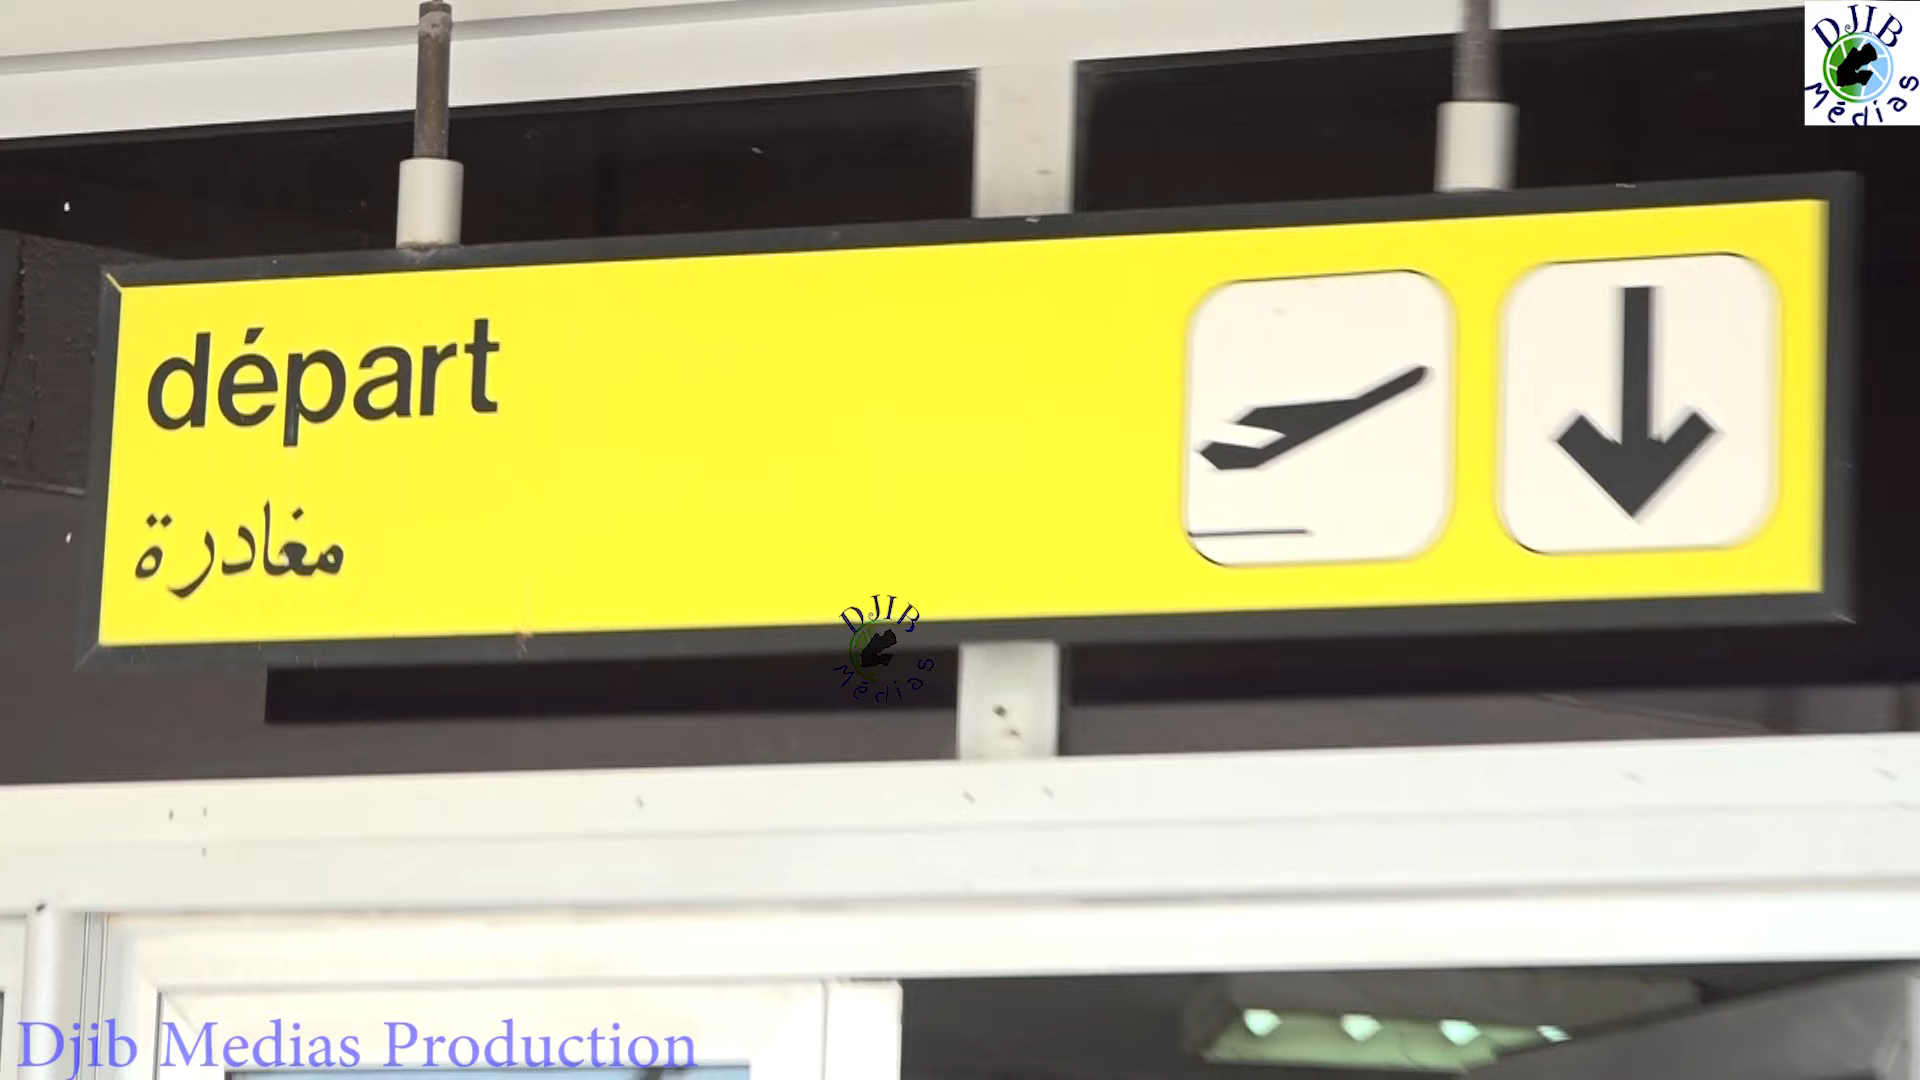 DJIB
Médias
départ
مغادرة
DJIB
Médias
Djib Medias Production